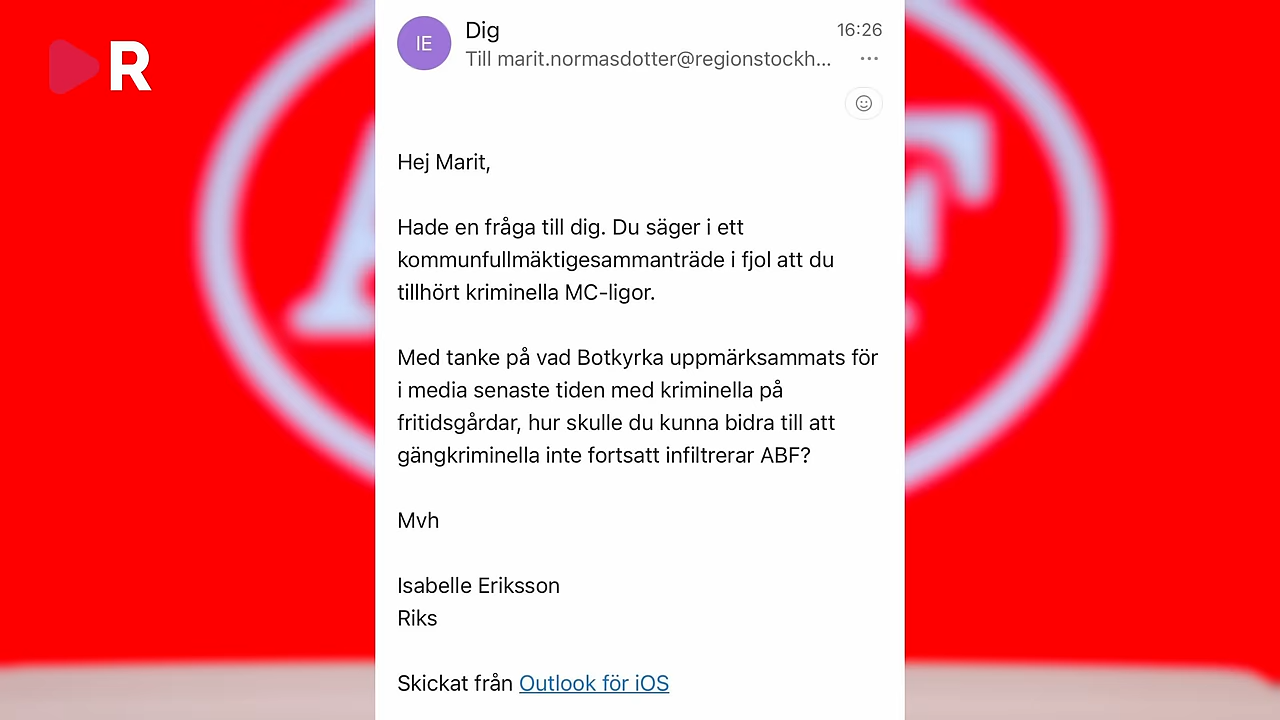 R
IE
Dig
16:26
Till marit.normasdotter@regionstockh...
Hej Marit,
Hade en fråga till dig. Du säger i ett
kommunfullmäktigesammanträde i fjol att du
tillhört kriminella MC-ligor.
Med tanke på vad Botkyrka uppmärksammats för
i media senaste tiden med kriminella på
fritidsgårdar, hur skulle du kunna bidra till att
gängkriminella inte fortsatt infiltrerar ABF?
Mvh
Isabelle Eriksson
Riks
Skickat från Outlook för iOS